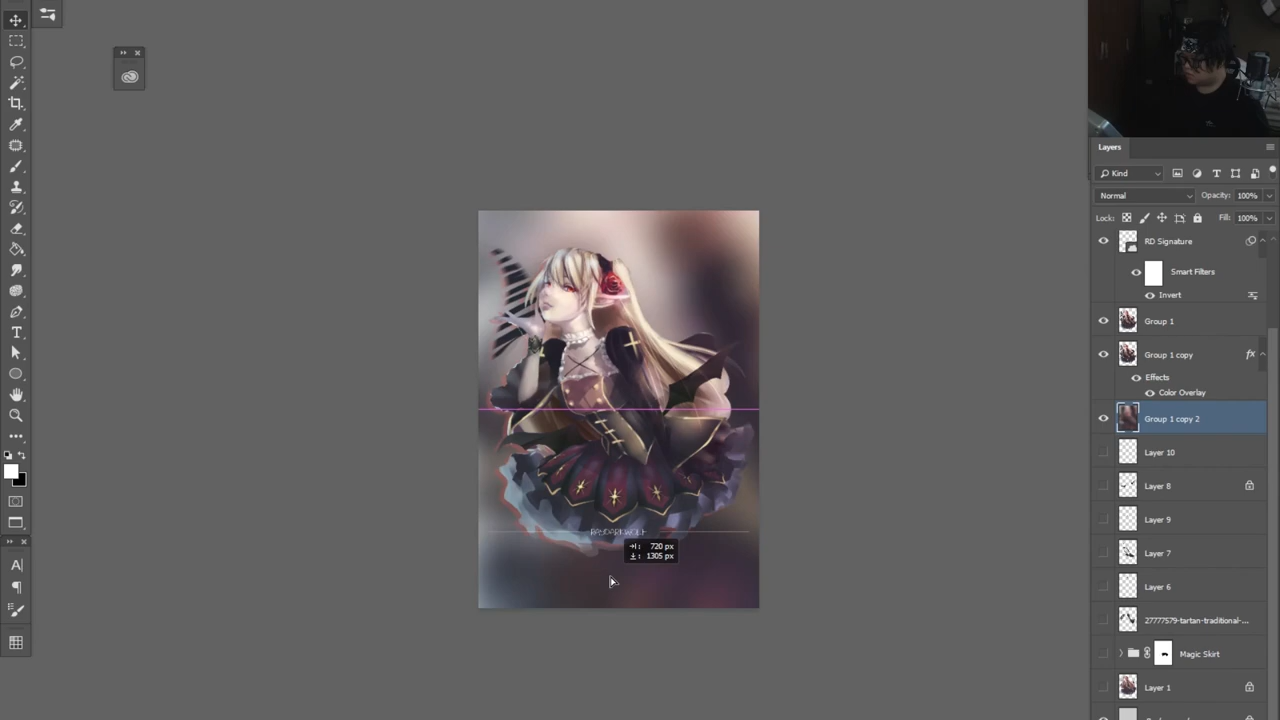 Layers
Kind
Normal
Opacity: 100%
Lock:
Fill: 100%
RD Signature
Smart Filters
Invert
Group 1
Group 1 copy
fx
Effects
Color Overlay
Group 1 copy 2
Layer 10
Layer 8
Layer 9
Layer 7
Layer 6
27777579-tartan-traditional-...
Magic Skirt
Layer 1
RAYDARKWOLF
→|: 720 px
1305 px